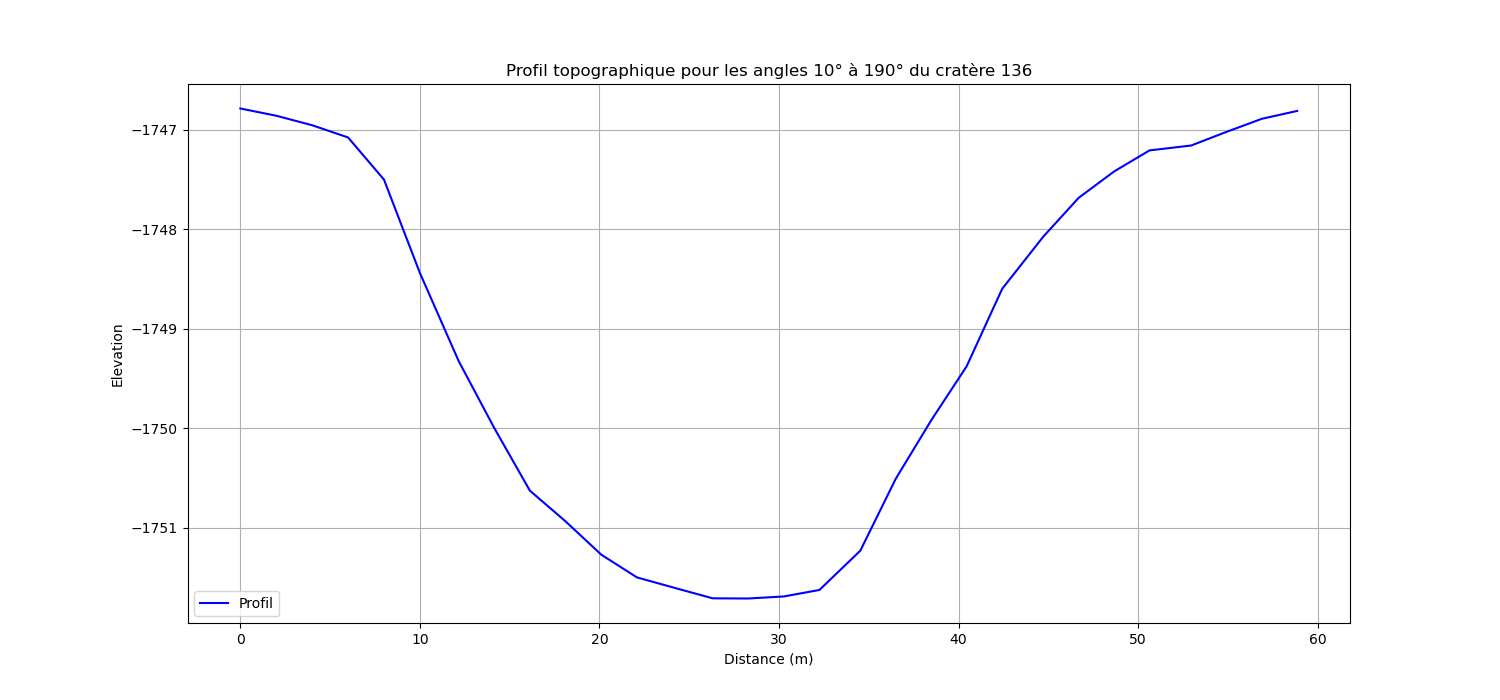 Profil topographique pour les angles 10° à 190° du cratère 136
−1747
−1748
−1749
−1750
−1751
Elevation
Profil
0 10 20 30 40 50 60
Distance (m)